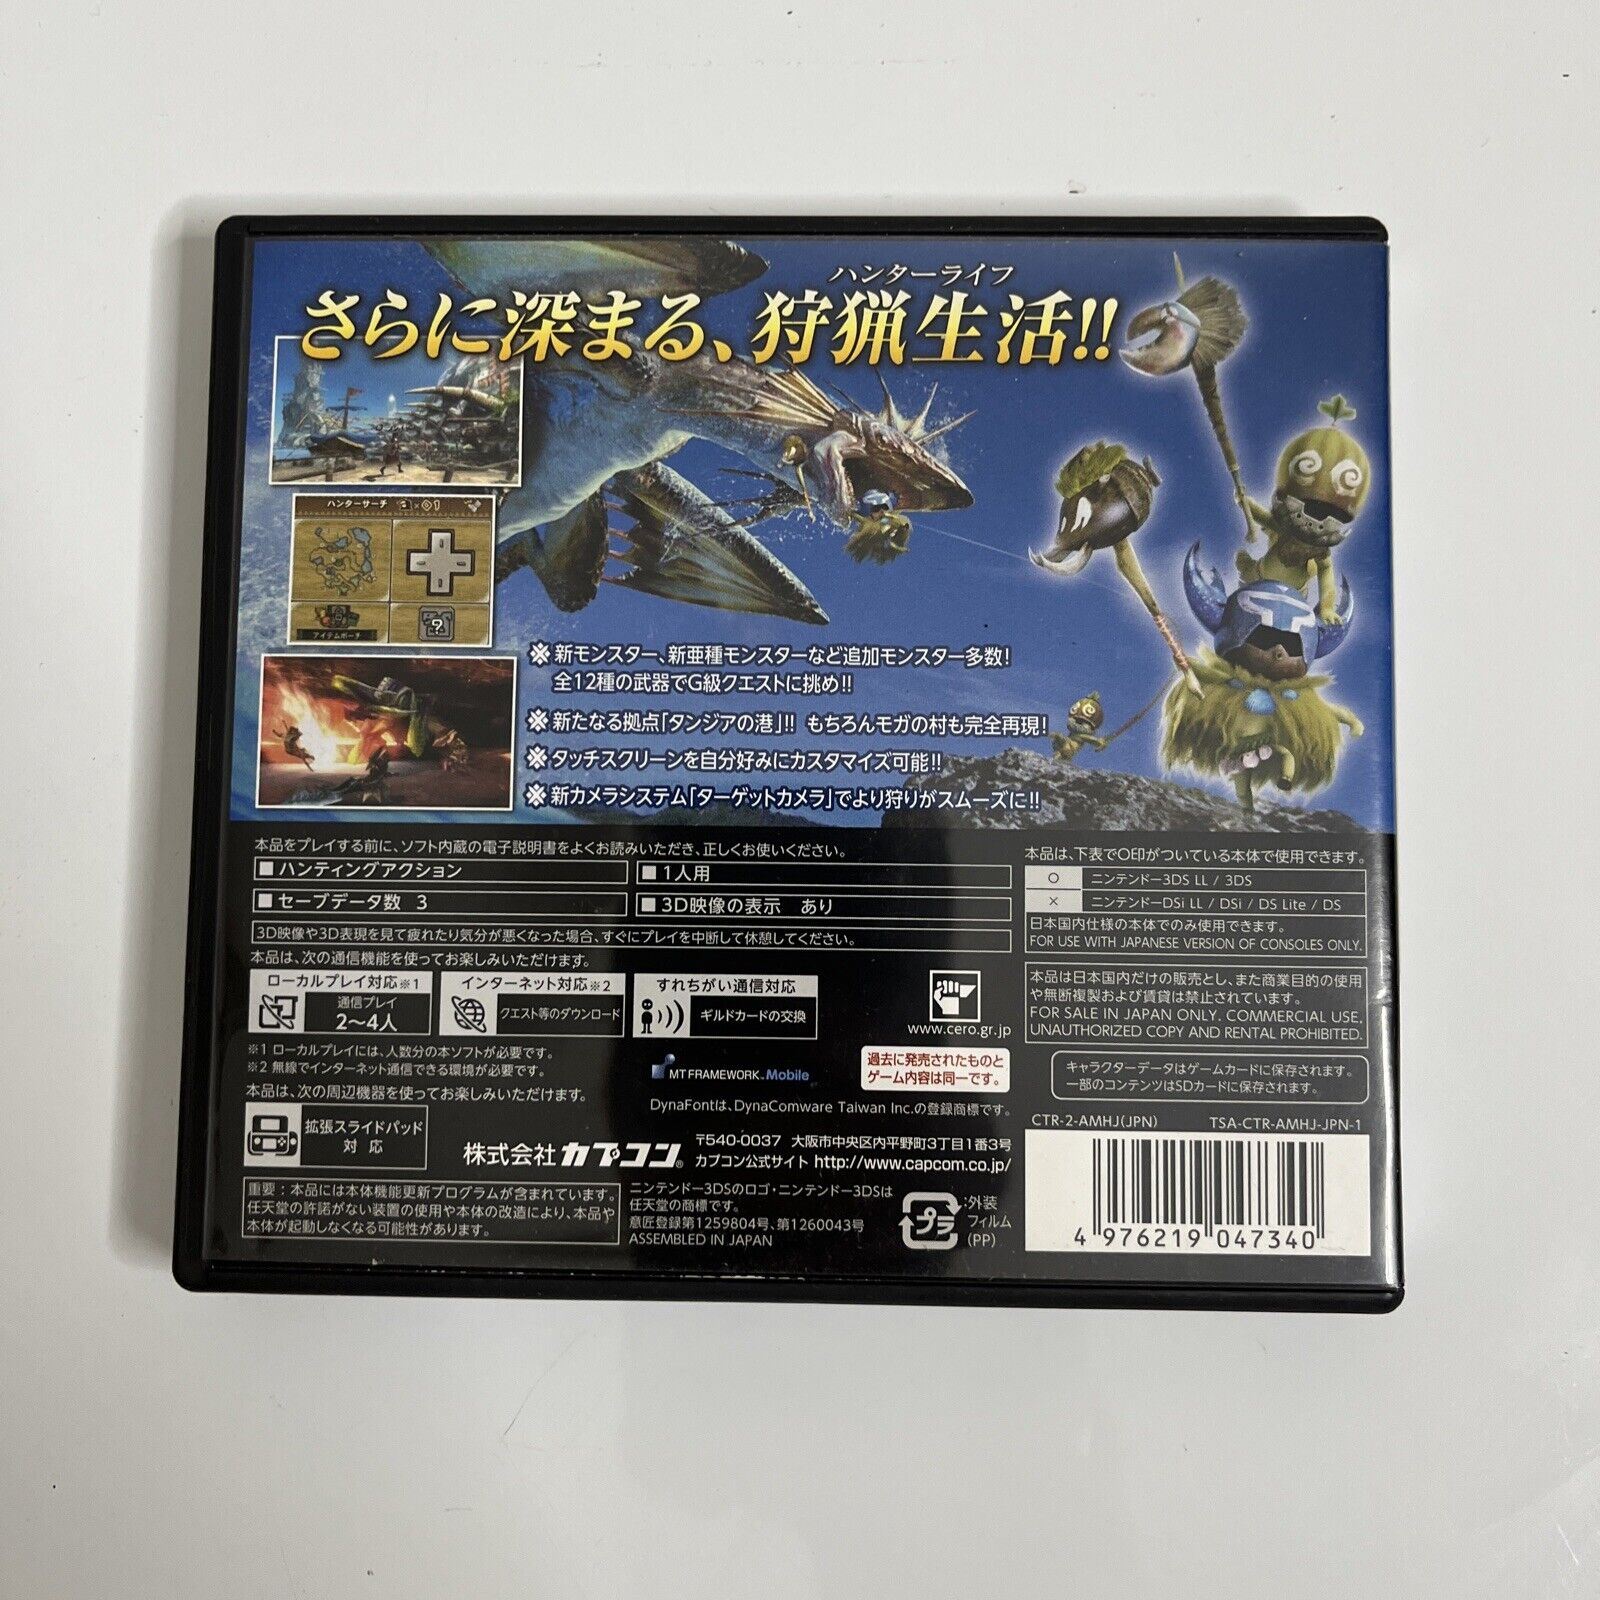 ハンターライフ
さらに深まる、狩猟生活!!
ハンターサーチ
アイテムポーチ
※新モンスター、新亜種モンスターなど追加モンスター多数!
全12種の武器でG級クエストに挑め!!
※新たなる拠点「タンジアの港」!! もちろんモガの村も完全再現!
※タッチスクリーンを自分好みにカスタマイズ可能!!
※新カメラシステム「ターゲットカメラ」でより狩りがスムーズに!!
本品をプレイする前に、ソフト内蔵の電子説明書をよくお読みいただき、正しくお使いください。
■ハンティングアクション
■1人用
■セーブデータ数 3
■3D映像の表示 あり
3D映像や3D表現を見て疲れたり気分が悪くなった場合、すぐにプレイを中断して休憩してください。
本品は、次の通信機能を使ってお楽しみいただけます。
ローカルプレイ対応※1
通信プレイ
2~4人
インターネット対応※2
クエスト等のダウンロード
すれちがい通信対応
ギルドカードの交換
※1 ローカルプレイには、人数分の本ソフトが必要です。
※2 無線でインターネット通信できる環境が必要です。
本品は、次の周辺機器を使ってお楽しみいただけます。
拡張スライドパッド
対応
重要:本品には本体機能更新プログラムが含まれています。
任天堂の許諾がない装置の使用や本体の改造により、本品や
本体が起動しなくなる可能性があります。
www.cero.gr.jp
MT FRAMEWORK Mobile
過去に発売されたものと
ゲーム内容は同一です。
DynaFontは、DynaComware Taiwan Inc.の登録商標です。
株式会社カプコン®
〒540-0037 大阪市中央区内平野町3丁目1番3号
カプコン公式サイト http://www.capcom.co.jp/
ニンテンドー3DSのロゴ・ニンテンドー3DSは
任天堂の商標です。
意匠登録第1259804号、第1260043号
ASSEMBLED IN JAPAN
プラ
:外装
フィルム
(PP)
本品は、下表で○印がついている本体で使用できます。
○ ニンテンドー3DS LL / 3DS
× ニンテンドーDSi LL / DSi / DS Lite / DS
日本国内仕様の本体でのみ使用できます。
FOR USE WITH JAPANESE VERSION OF CONSOLES ONLY.
本品は日本国内だけの販売とし、また商業目的の使用
や無断複製および賃貸は禁止されています。
FOR SALE IN JAPAN ONLY. COMMERCIAL USE,
UNAUTHORIZED COPY AND RENTAL PROHIBITED.
キャラクターデータはゲームカードに保存されます。
一部のコンテンツはSDカードに保存されます。
CTR-2-AMHJ(JPN)
TSA-CTR-AMHJ-JPN-1
4 976219 047340